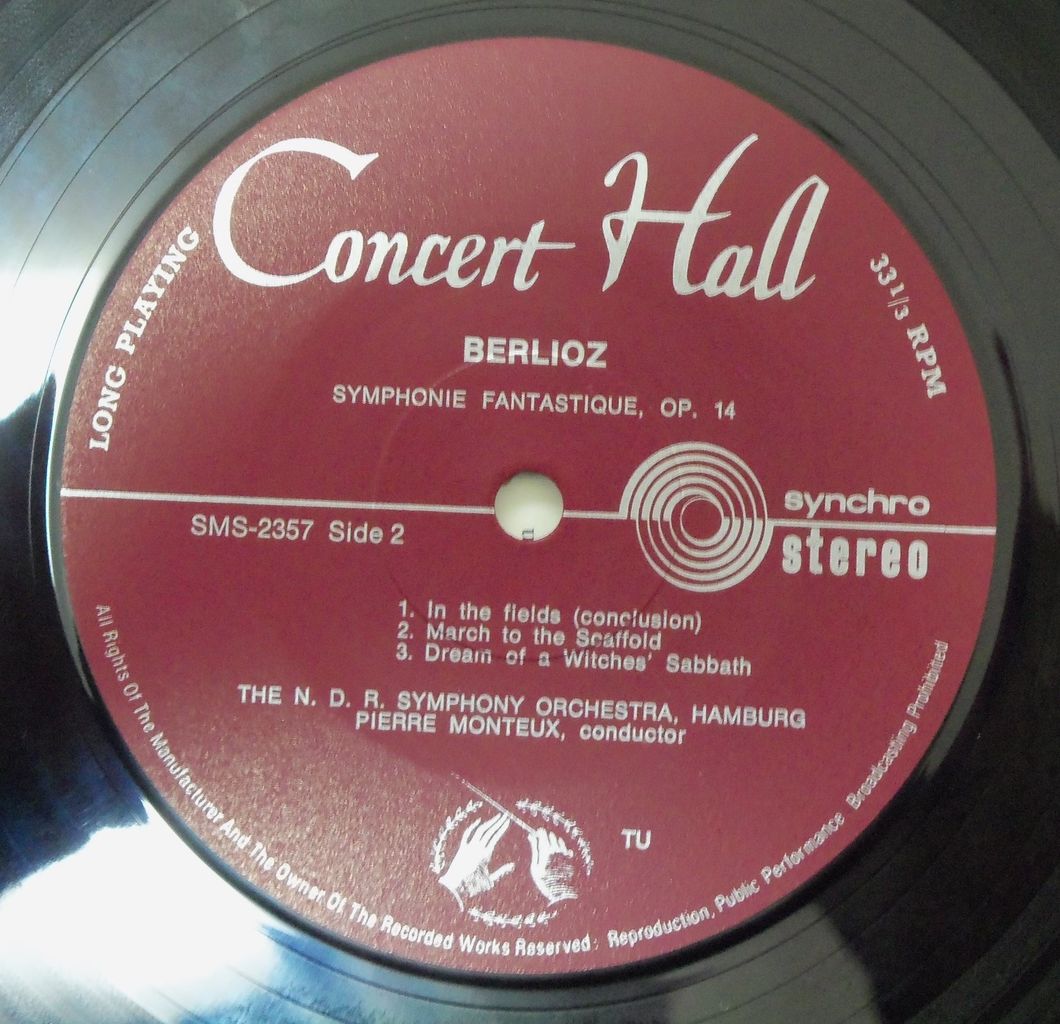 Concert Hall
LONG PLAYING
33 1/3 RPM
BERLIOZ
SYMPHONIE FANTASTIQUE, OP. 14
synchro
stereo
SMS-2357 Side 2
1. In the fields (conclusion)
2. March to the Scaffold
3. Dream of a Witches' Sabbath
THE N. D. R. SYMPHONY ORCHESTRA, HAMBURG
PIERRE MONTEUX, conductor
TU
All Rights Of The Manufacturer And The Owner Of The Recorded Works Reserved · Reproduction, Public Performance · Broadcasting Prohibited